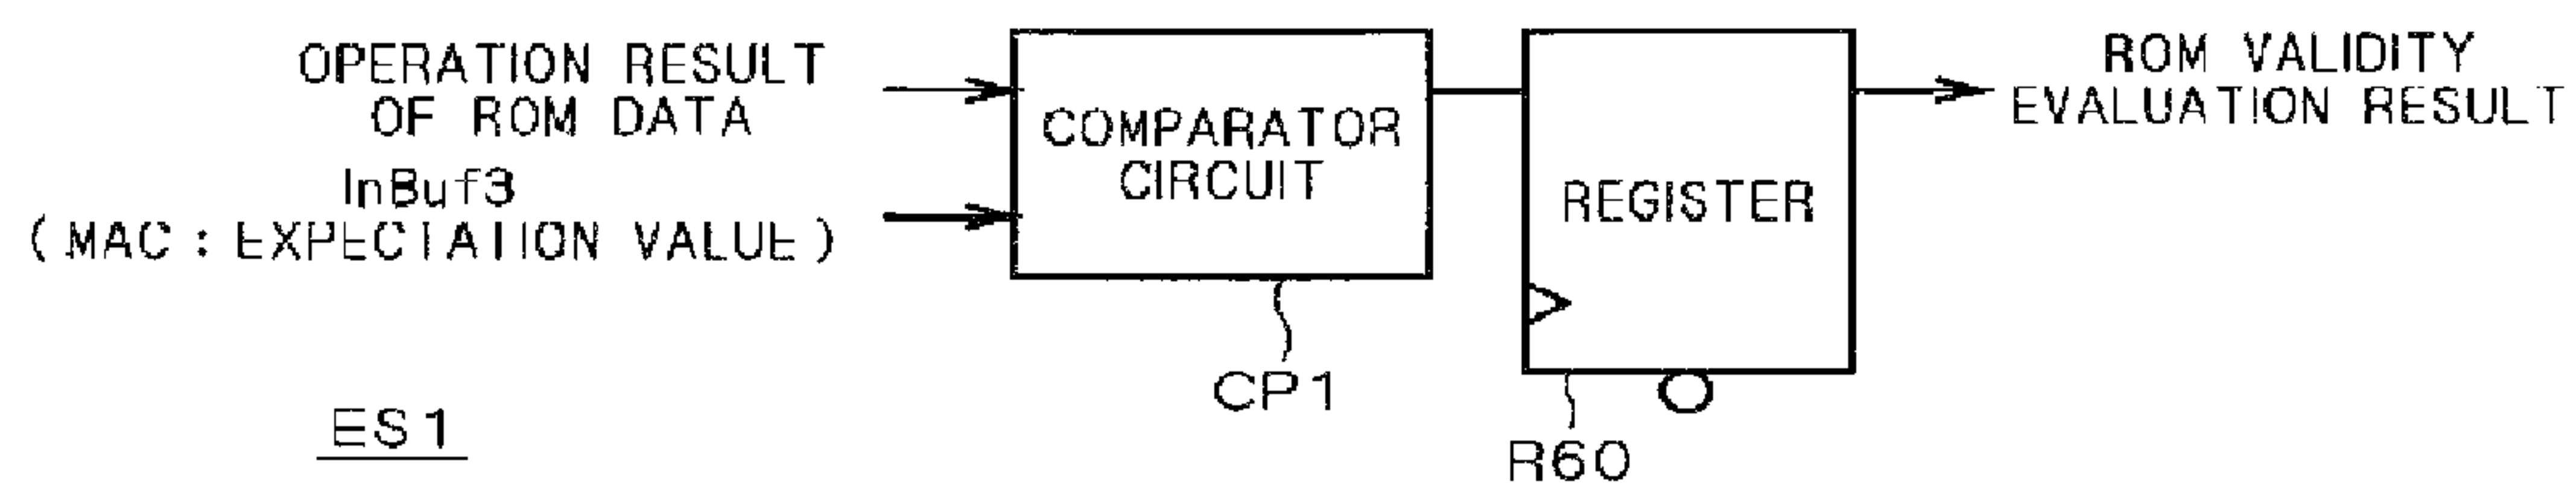 OPERATION RESULT
OF ROM DATA
InBuf3
(MAC: EXPECTATION VALUE)
COMPARATOR
CIRCUIT
CP1
REGISTER
R60
ROM VALIDITY
EVALUATION RESULT
ES1